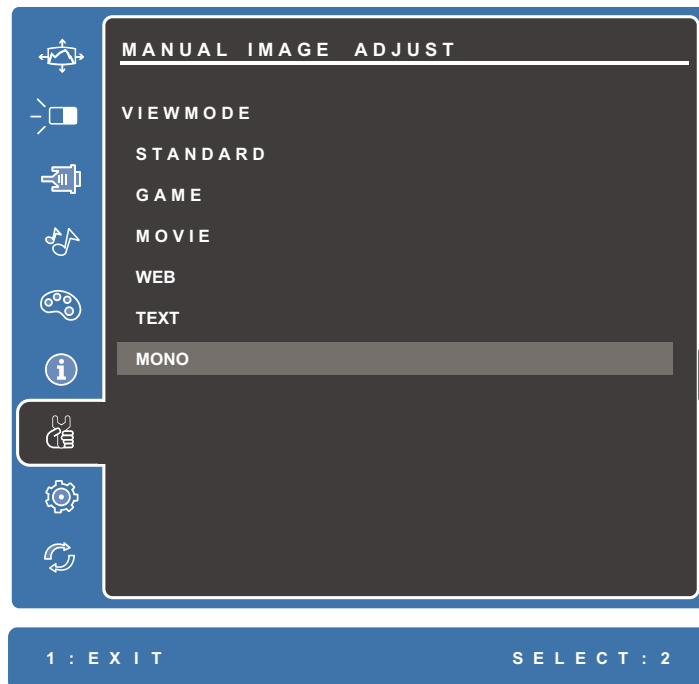 MANUAL IMAGE ADJUST
VIEWMODE
STANDARD
GAME
MOVIE
WEB
TEXT
MONO
1:EXIT SELECT:2